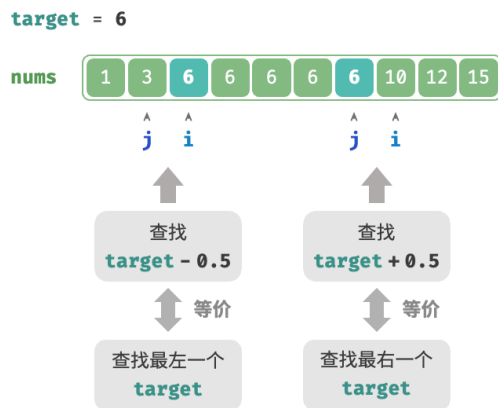 target = 6
nums 1 3 6 6 6 6 6 10 12 15
j i j i
查找 查找
target - 0.5 target + 0.5
等价 等价
查找最左一个 查找最右一个
target target